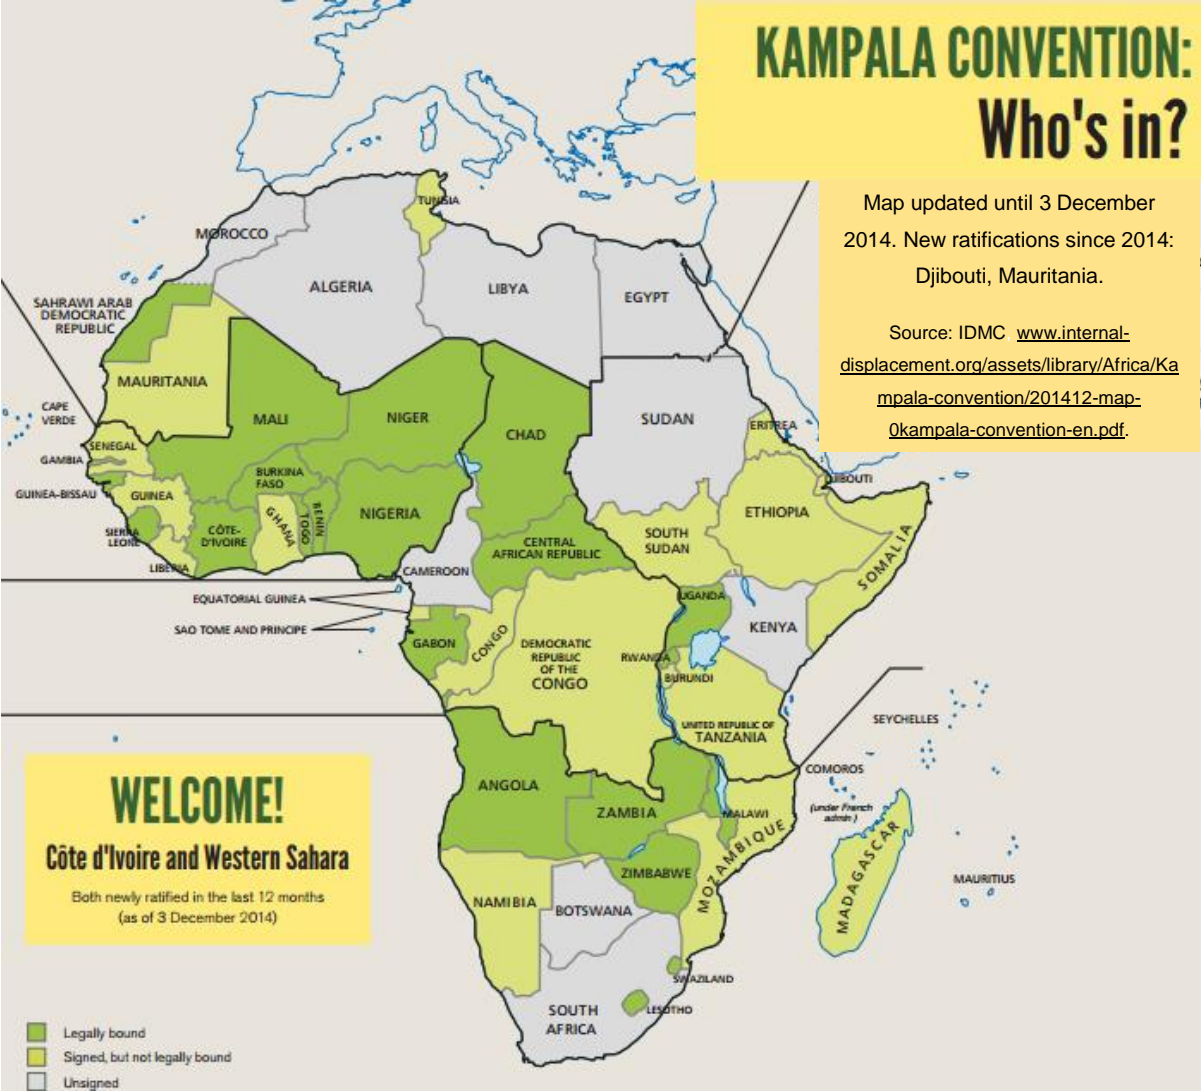 KAMPALA CONVENTION:
Who's in?
Map updated until 3 December
2014. New ratifications since 2014:
Djibouti, Mauritania.
Source: IDMC www.internal-
displacement.org/assets/library/Africa/Ka
mpala-convention/201412-map-
0kampala-convention-en.pdf.
TUNISIA
MOROCCO
ALGERIA
LIBYA
EGYPT
SAHRAWI ARAB
DEMOCRATIC
REPUBLIC
MAURITANIA
CAPE
VERDE
MALI
NIGER
CHAD
SUDAN
ERITREA
SENEGAL
GAMBIA
GUINEA-BISSAU
GUINEA
BURKINA
FASO
DJIBOUTI
SIERRA
LEONE
CÔTE-
D'IVOIRE
GHANA
TOGO
BENIN
NIGERIA
ETHIOPIA
SOUTH
SUDAN
CENTRAL
AFRICAN REPUBLIC
SOMALIA
LIBERIA
CAMEROON
EQUATORIAL GUINEA
UGANDA
KENYA
SAO TOME AND PRINCIPE
GABON
CONGO
DEMOCRATIC
REPUBLIC
OF THE
CONGO
RWANDA
BURUNDI
UNITED REPUBLIC OF
TANZANIA
SEYCHELLES
COMOROS
(under French
admin )
ANGOLA
ZAMBIA
MALAWI
MOZAMBIQUE
MADAGASCAR
MAURITIUS
ZIMBABWE
NAMIBIA
BOTSWANA
SWAZILAND
LESOTHO
SOUTH
AFRICA
WELCOME!
Côte d'Ivoire and Western Sahara
Both newly ratified in the last 12 months
(as of 3 December 2014)
Legally bound
Signed, but not legally bound
Unsigned